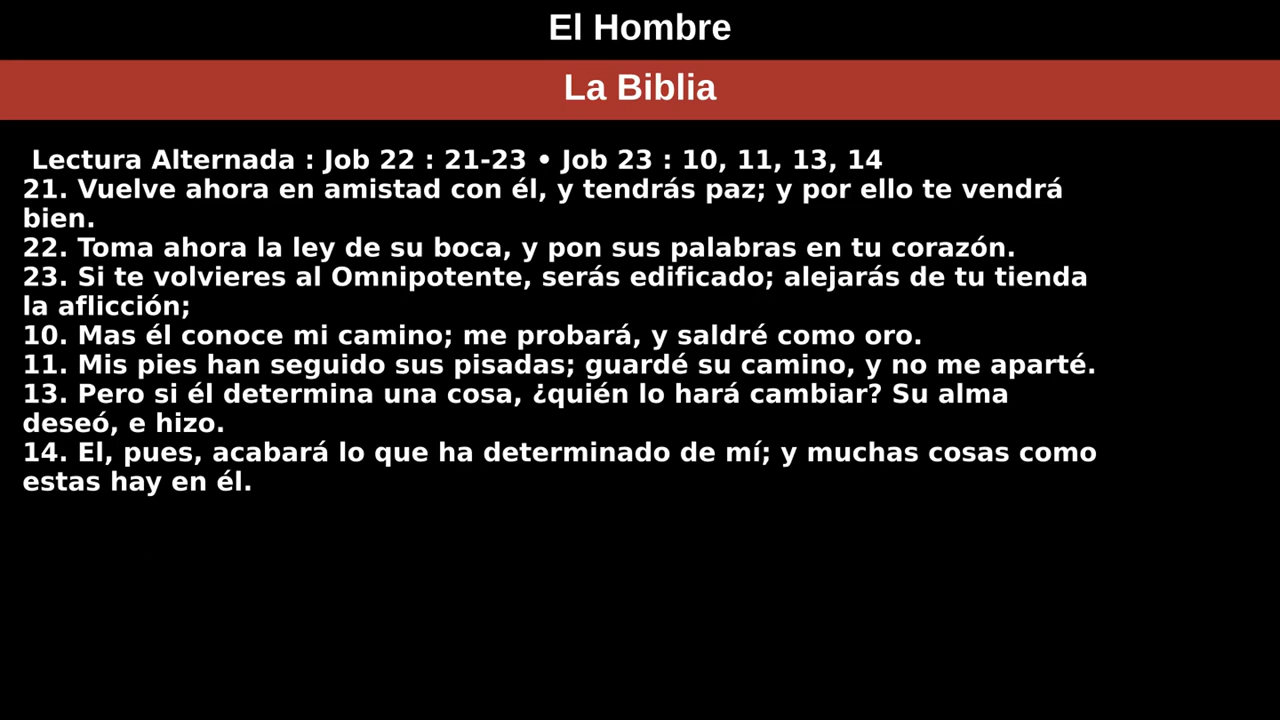 El Hombre
La Biblia
Lectura Alternada : Job 22 : 21-23 • Job 23 : 10, 11, 13, 14
21. Vuelve ahora en amistad con él, y tendrás paz; y por ello te vendrá
bien.
22. Toma ahora la ley de su boca, y pon sus palabras en tu corazón.
23. Si te volvieres al Omnipotente, serás edificado; alejarás de tu tienda
la aflicción;
10. Mas él conoce mi camino; me probará, y saldré como oro.
11. Mis pies han seguido sus pisadas; guardé su camino, y no me aparté.
13. Pero si él determina una cosa, ¿quién lo hará cambiar? Su alma
deseó, e hizo.
14. El, pues, acabará lo que ha determinado de mí; y muchas cosas como
estas hay en él.